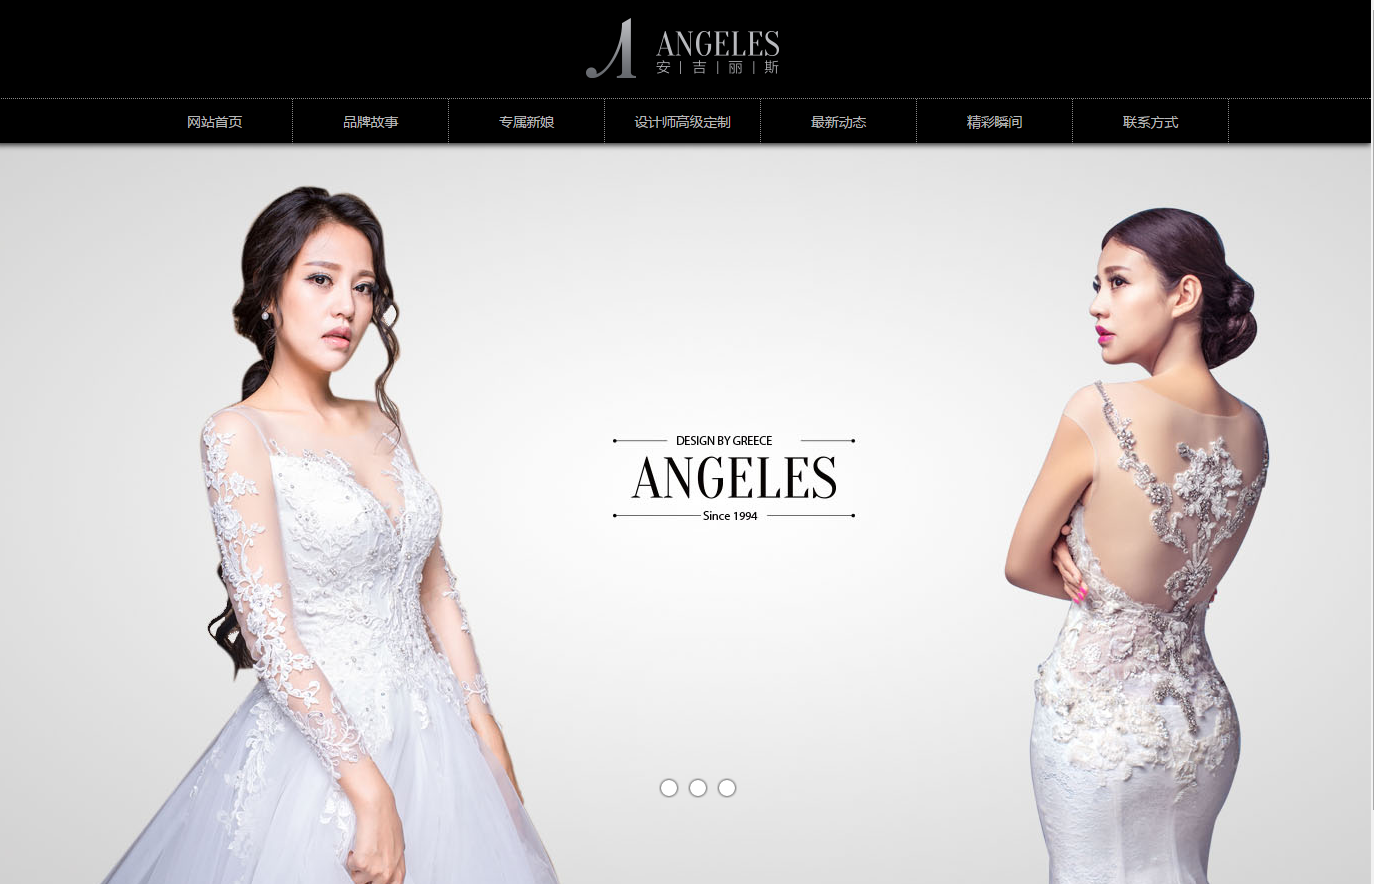 ANGELES
安 | 吉 | 丽 | 斯
网站首页
品牌故事
专属新娘
设计师高级定制
最新动态
精彩瞬间
联系方式
DESIGN BY GREECE
ANGELES
Since 1994